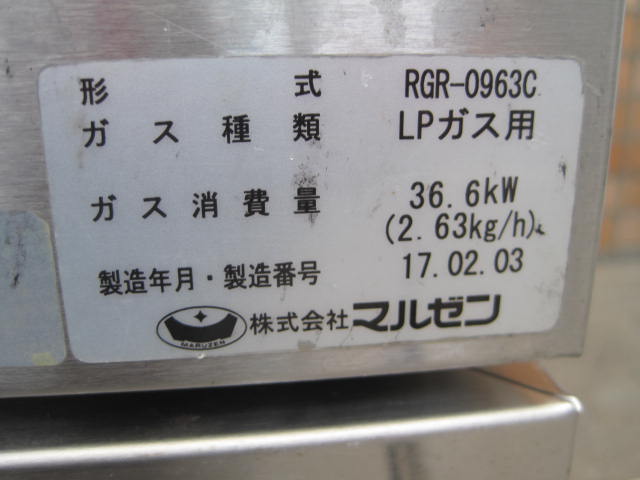 形 式 RGR-0963C
ガス種類 LPガス用
ガス消費量 36.6kW
(2.63kg/h)
製造年月・製造番号 17.02.03
MARUZEN 株式会社マルゼン